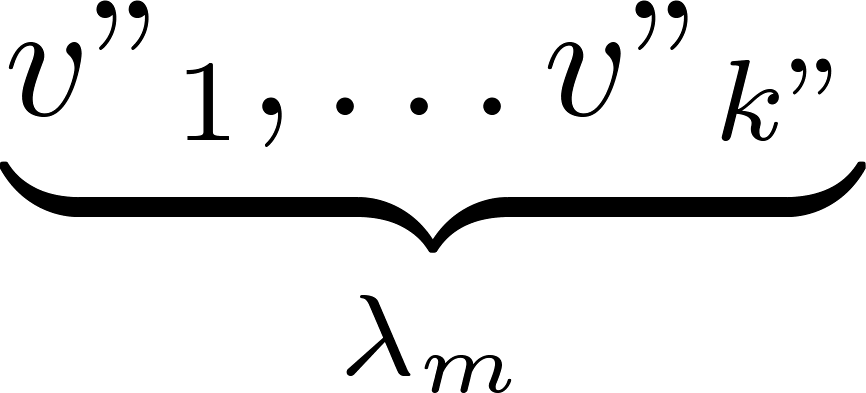 v”₁, . . . v”ₖ”
λₘ